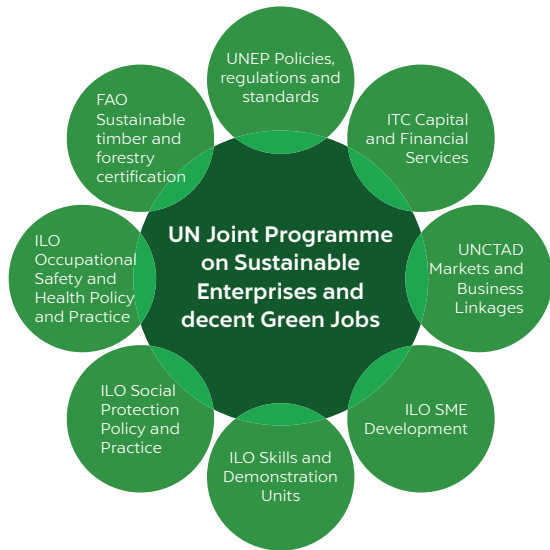 UNEP Policies,
regulations and
standards
ITC Capital
and Financial
Services
UNCTAD
Markets and
Business
Linkages
ILO SME
Development
ILO Skills and
Demonstration
Units
ILO Social
Protection
Policy and
Practice
ILO
Occupational
Safety and
Health Policy
and Practice
FAO
Sustainable
timber and
forestry
certification
UN Joint Programme
on Sustainable
Enterprises and
decent Green Jobs